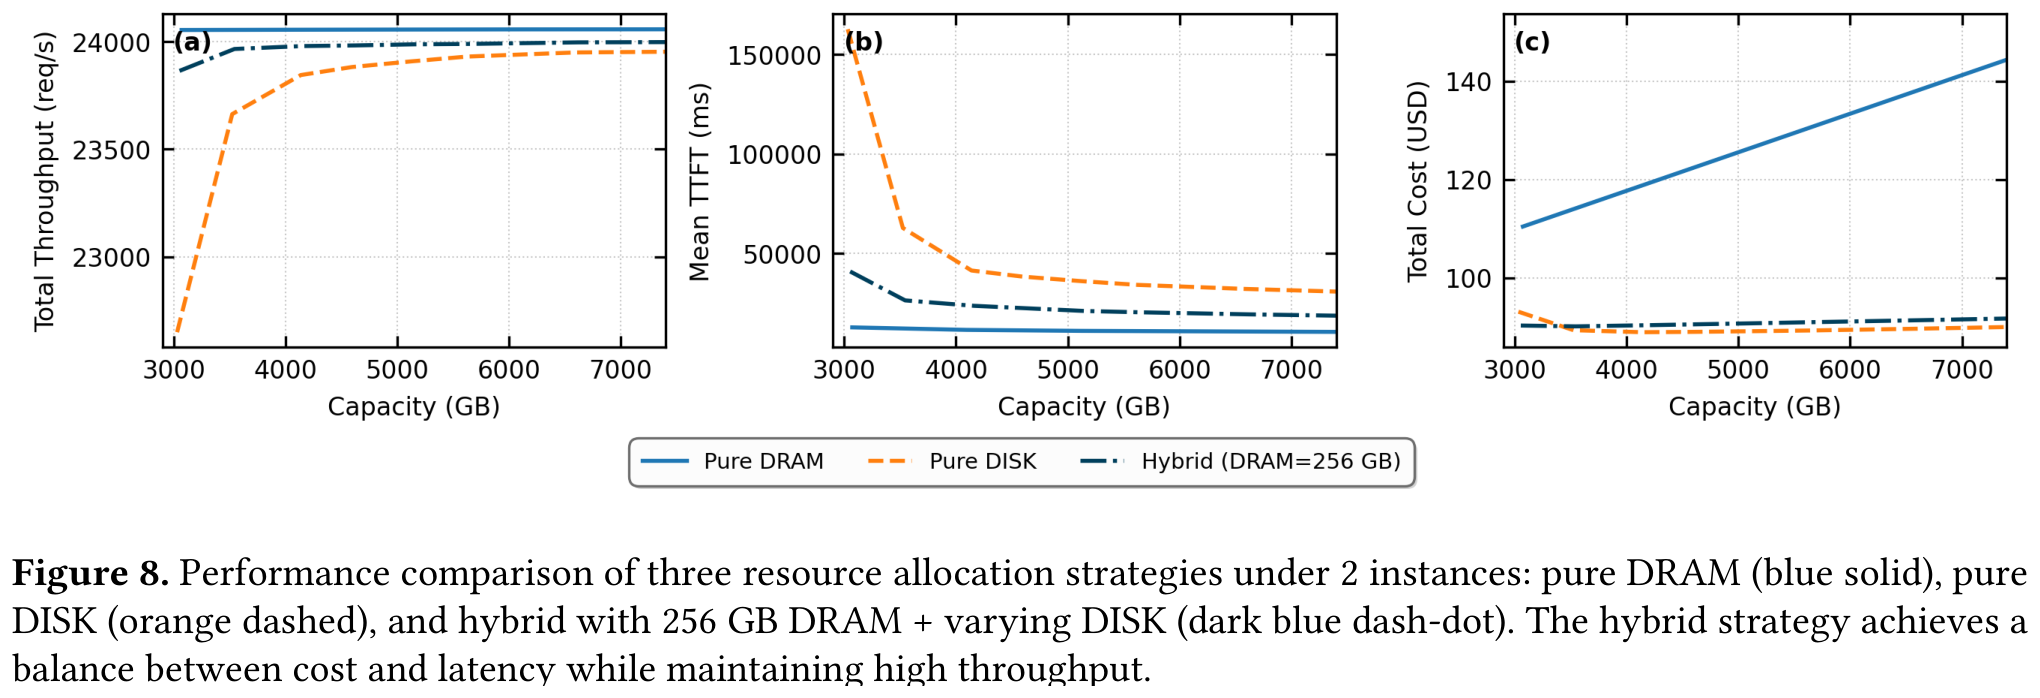 (a)
Total Throughput (req/s)
24000
23500
23000
3000 4000 5000 6000 7000
Capacity (GB)
(b)
Mean TTFT (ms)
150000
100000
50000
3000 4000 5000 6000 7000
Capacity (GB)
(c)
Total Cost (USD)
140
120
100
3000 4000 5000 6000 7000
Capacity (GB)
Pure DRAM Pure DISK Hybrid (DRAM=256 GB)
Figure 8. Performance comparison of three resource allocation strategies under 2 instances: pure DRAM (blue solid), pure
DISK (orange dashed), and hybrid with 256 GB DRAM + varying DISK (dark blue dash-dot). The hybrid strategy achieves a
balance between cost and latency while maintaining high throughput.